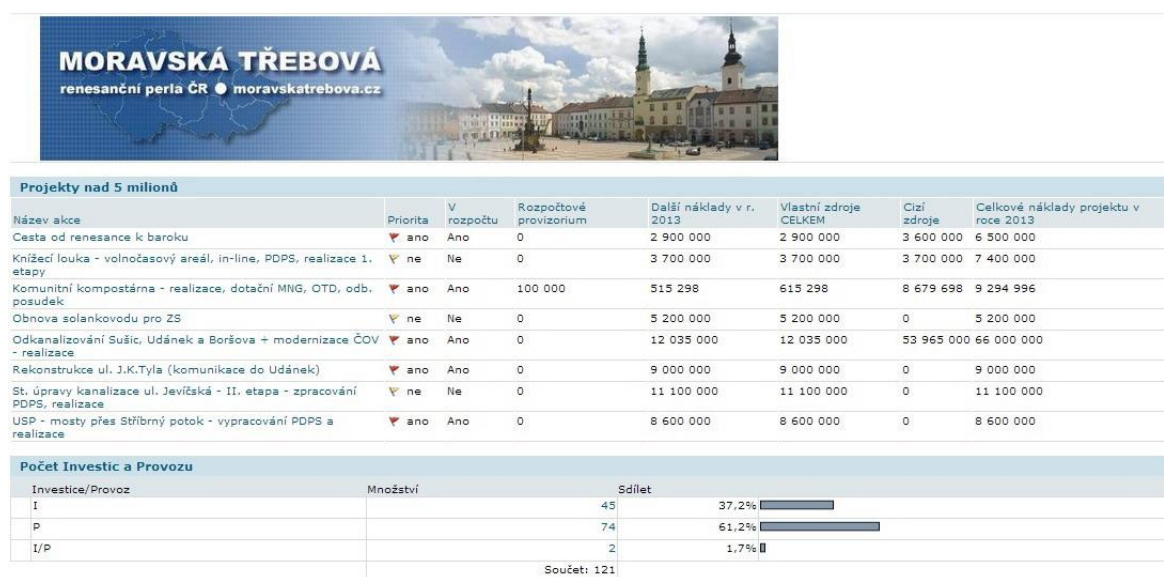 MORAVSKÁ TŘEBOVÁ
renesanční perla ČR ● moravskatrebova.cz
Projekty nad 5 milionů
Název akce Priorita V rozpočtu Rozpočtové provizorium Další náklady v r. 2013 Vlastní zdroje CELKEM Cizí zdroje Celkové náklady projektu v roce 2013
Cesta od renesance k baroku ano Ano 0 2 900 000 2 900 000 3 600 000 6 500 000
Knížecí louka - volnočasový areál, in-line, PDPS, realizace 1. ne Ne 0 3 700 000 3 700 000 3 700 000 7 400 000
etapy
Komunitní kompostárna - realizace, dotační MNG, OTD, odb. ano Ano 100 000 515 298 615 298 8 679 698 9 294 996
posudek
Obnova solankovodu pro ZS ne Ne 0 5 200 000 5 200 000 0 5 200 000
Odkanalizování Sušic, Udánek a Boršova + modernizace ČOV ano Ano 0 12 035 000 12 035 000 53 965 000 66 000 000
- realizace
Rekonstrukce ul. J.K.Tyla (komunikace do Udánek) ano Ano 0 9 000 000 9 000 000 0 9 000 000
St. úpravy kanalizace ul. Jevíčská - II. etapa - zpracování ne Ne 0 11 100 000 11 100 000 0 11 100 000
PDPS, realizace
USP - mosty přes Stříbrný potok - vypracování PDPS a ano Ano 0 8 600 000 8 600 000 0 8 600 000
realizace
Počet Investic a Provozu
Investice/Provoz Množství Sdílet
I 45 37,2%
P 74 61,2%
I/P 2 1,7%
Součet: 121